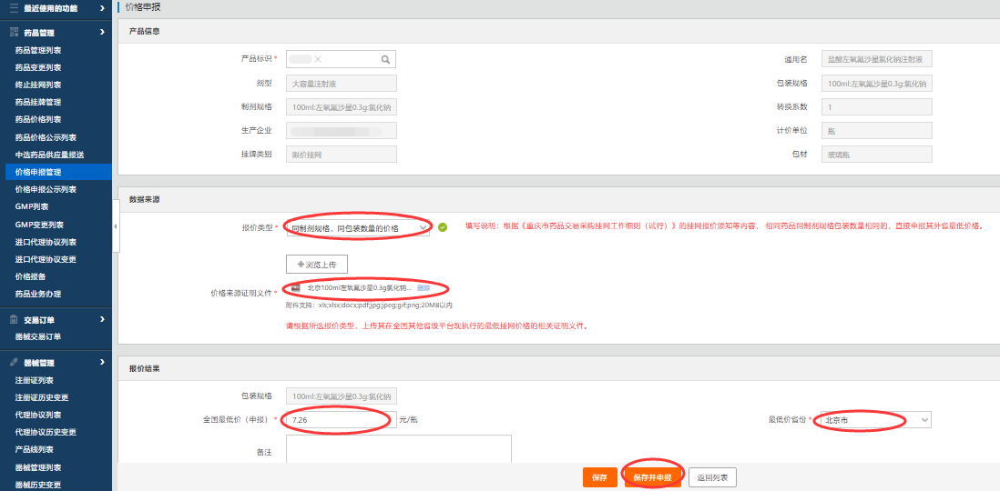 最近使用的功能
药品管理
药品管理列表
药品变更列表
终止挂网列表
药品挂牌管理
药品价格列表
药品价格公示列表
中选药品供应量报送
价格申报管理
价格申报公示列表
GMP列表
GMP变更列表
进口代理协议列表
进口代理协议变更
价格报备
药品业务办理
交易订单
器械交易订单
器械管理
注册证列表
注册证历史变更
代理协议列表
代理协议历史变更
产品线列表
器械管理列表
器械历史变更
价格申报
产品信息
产品标识 *
通用名 盐酸左氧氟沙星氯化钠注射液
剂型 大容量注射液
包装规格 100ml:左氧氟沙星0.3g:氯化钠
制剂规格 100ml:左氧氟沙星0.3g:氯化钠
转换系数 1
生产企业
计价单位 瓶
挂牌类别 限价挂网
包材 玻璃瓶
数据来源
报价类型 * 同制剂规格，同包装数量的价格
填写说明：根据《重庆市药品交易采购挂网工作细则（试行）》的挂网报价须知等内容， 相同药品同制剂规格包装数量相同的，直接申报其外省最低价格。
浏览上传
价格来源证明文件 * 北京100ml左氧氟沙星0.3g氯化钠... 删除
附件支持：xls;xlsx;docx;pdf;jpg;jpeg;gif;png;20MB以内
请根据所选报价类型，上传其在全国其他省级平台现执行的最低挂网价格的相关证明文件。
报价结果
包装规格 100ml:左氧氟沙星0.3g:氯化钠
全国最低价（申报） * 7.26 元/瓶
最低价省份 * 北京市
备注
保存 保存并申报 返回列表